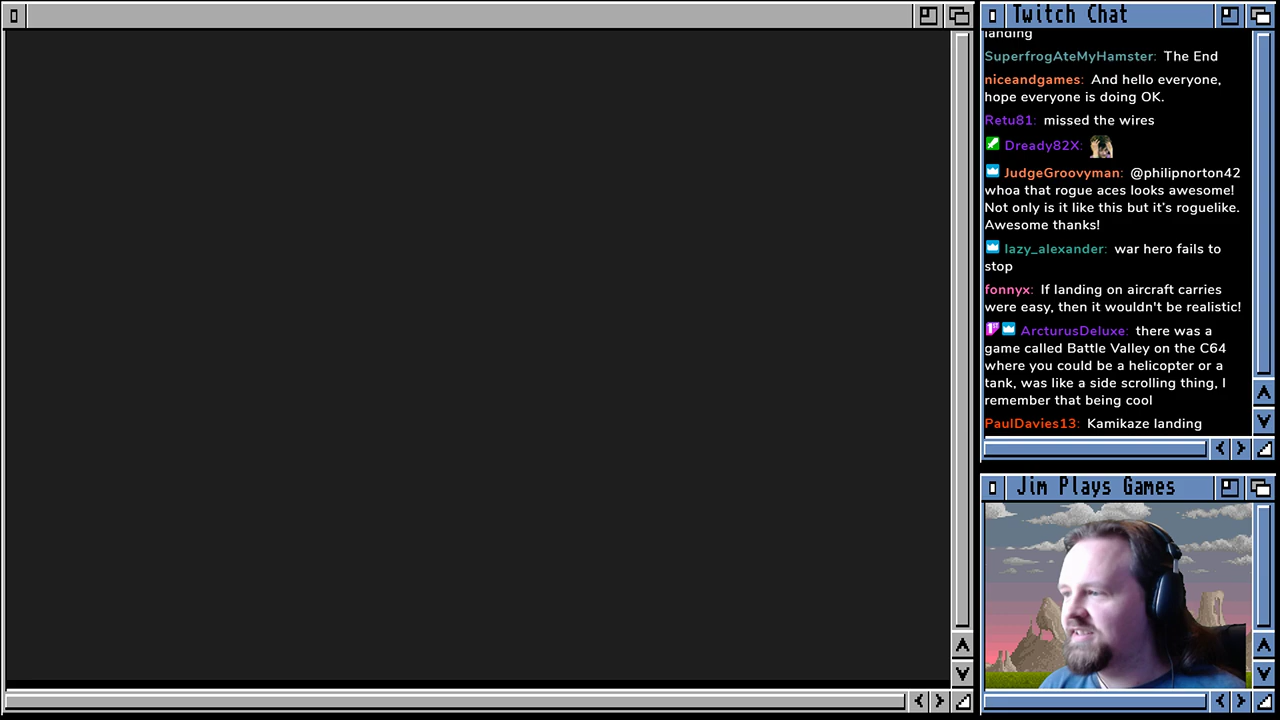 Twitch Chat
landing
SuperfrogAteMyHamster: The End
niceandgames: And hello everyone,
hope everyone is doing OK.
Retu81: missed the wires
Dready82X:
JudgeGroovyman: @philipnorton42
whoa that rogue aces looks awesome!
Not only is it like this but it’s roguelike.
Awesome thanks!
lazy_alexander: war hero fails to
stop
fonnyx: If landing on aircraft carries
were easy, then it wouldn't be realistic!
1st ArcturusDeluxe: there was a
game called Battle Valley on the C64
where you could be a helicopter or a
tank, was like a side scrolling thing, I
remember that being cool
PaulDavies13: Kamikaze landing
Jim Plays Games